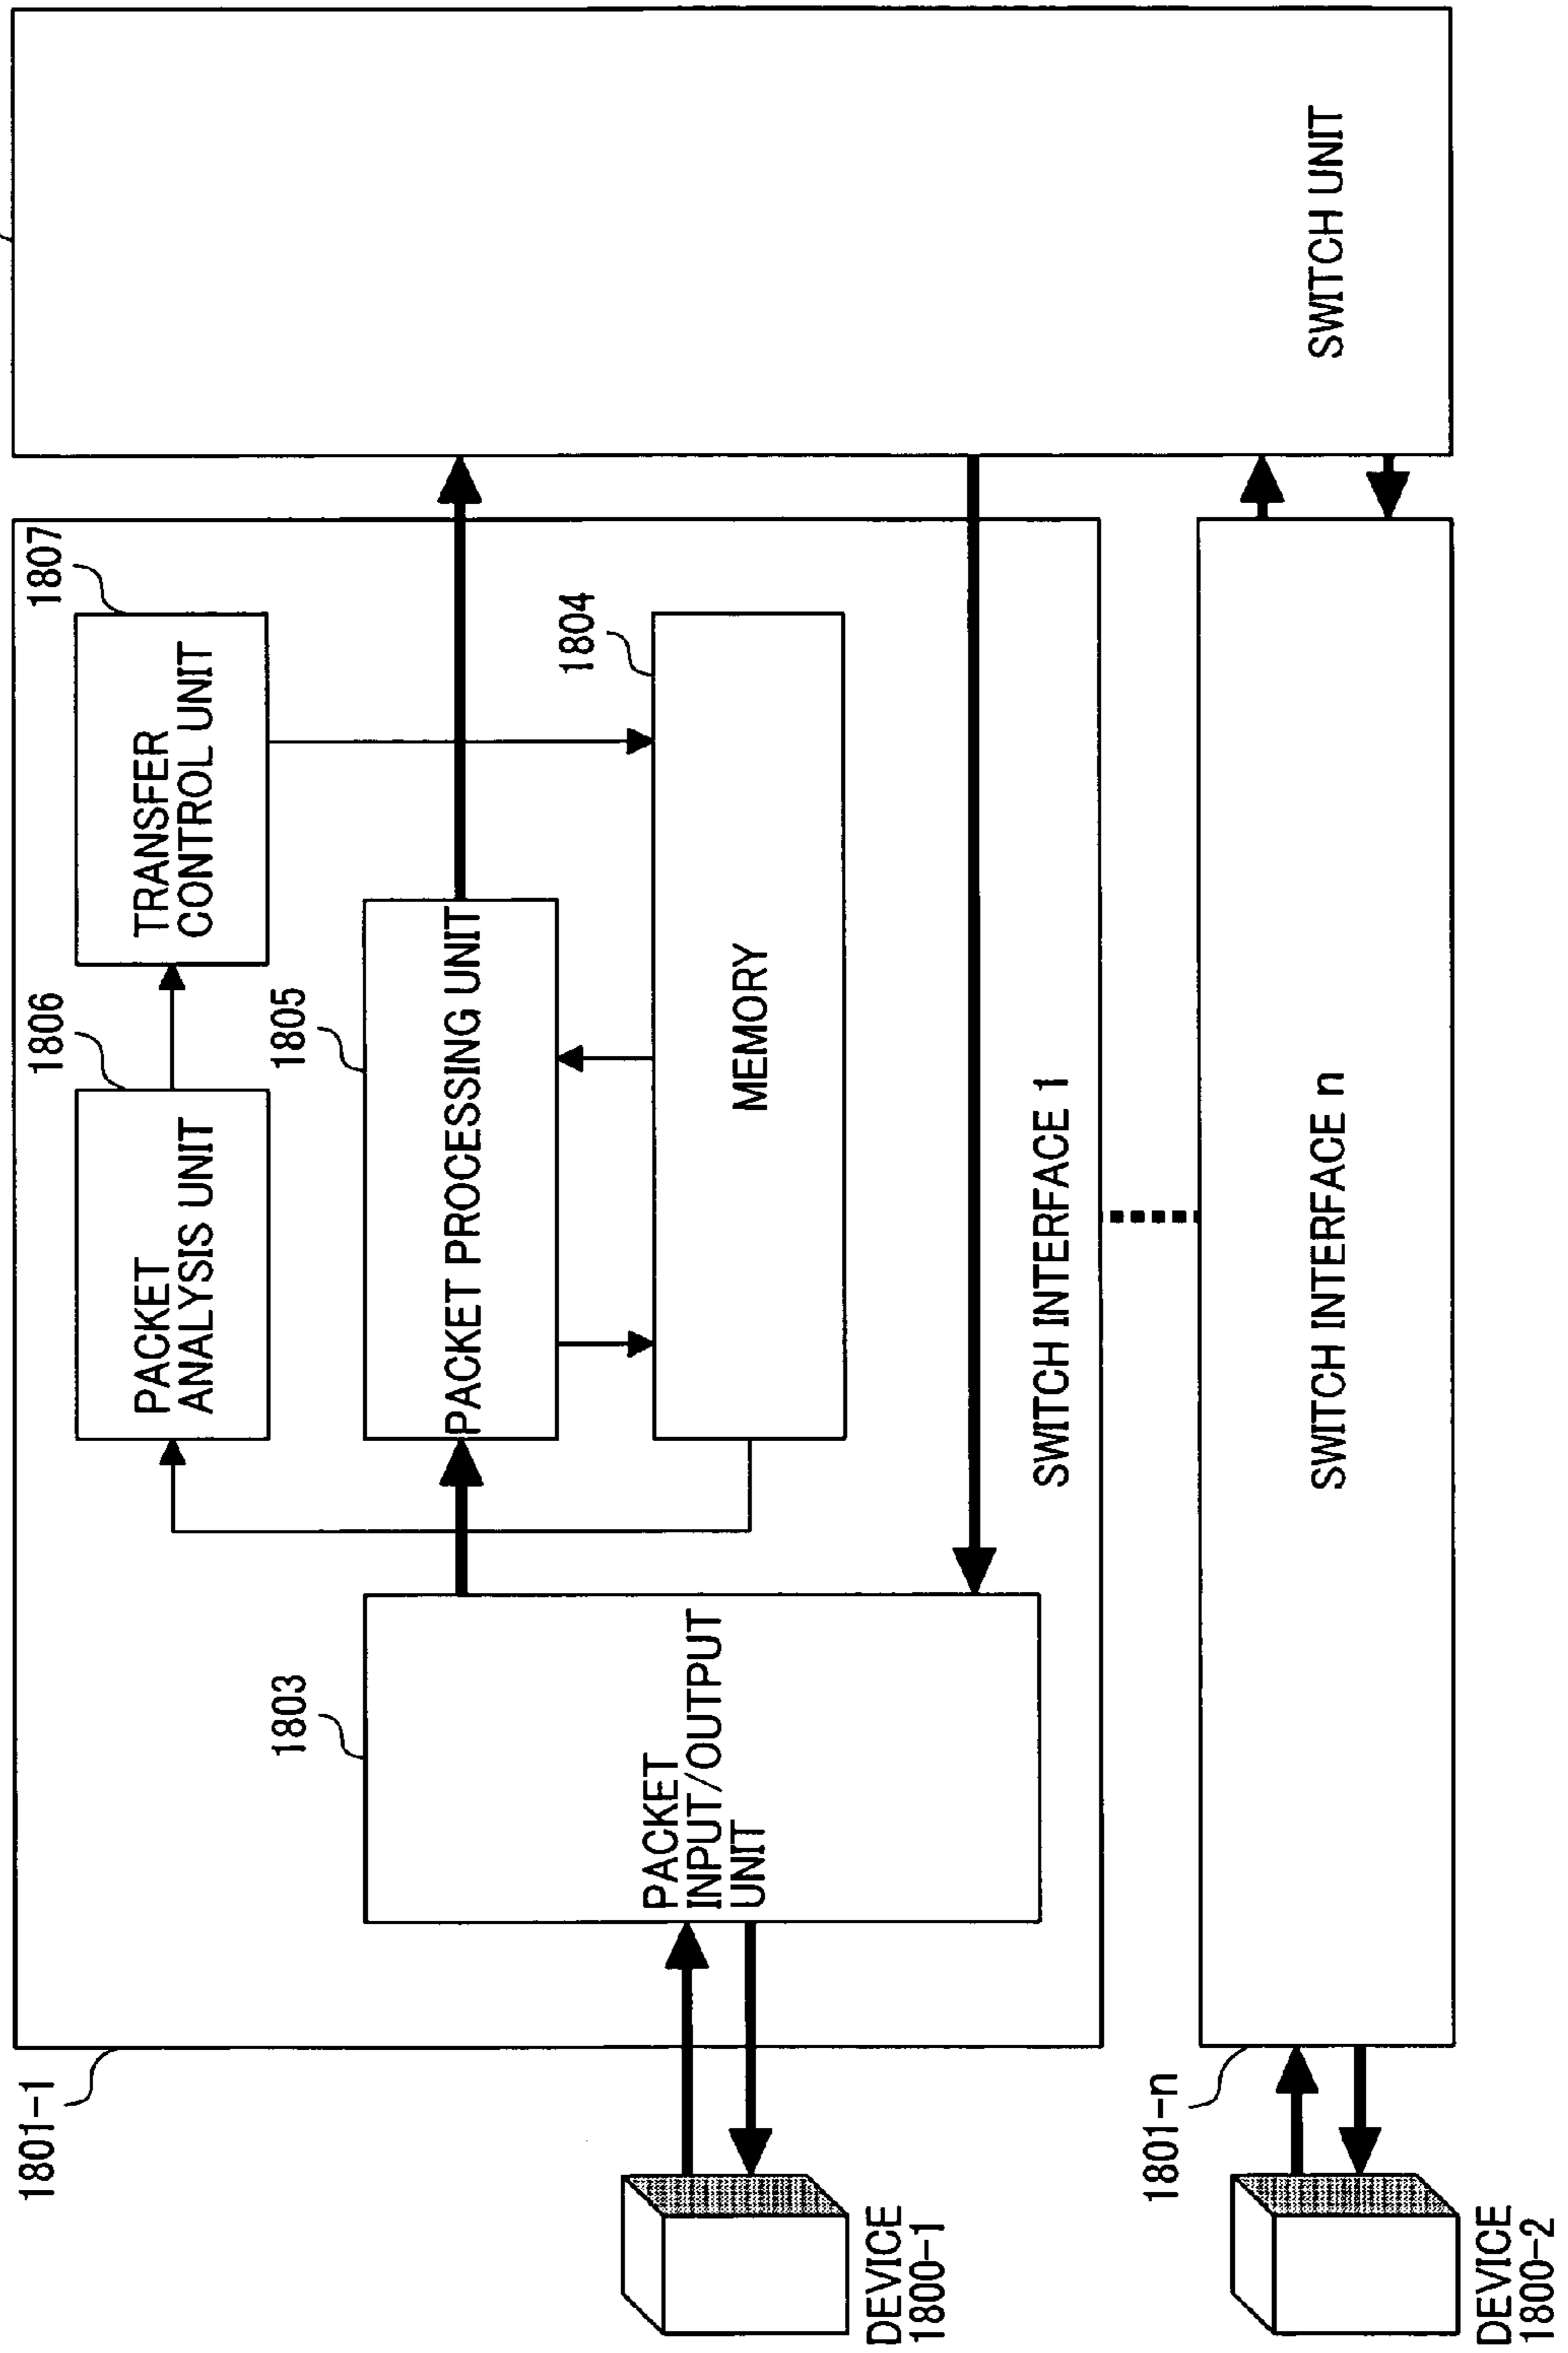 1801-1
1806
1807
PACKET
ANALYSIS UNIT
TRANSFER
CONTROL UNIT
1803
1805
PACKET PROCESSING UNIT
1804
PACKET
INPUT/OUTPUT
UNIT
MEMORY
DEVICE
1800-1
SWITCH INTERFACE 1
1801-n
SWITCH INTERFACE n
SWITCH UNIT
DEVICE
1800-2